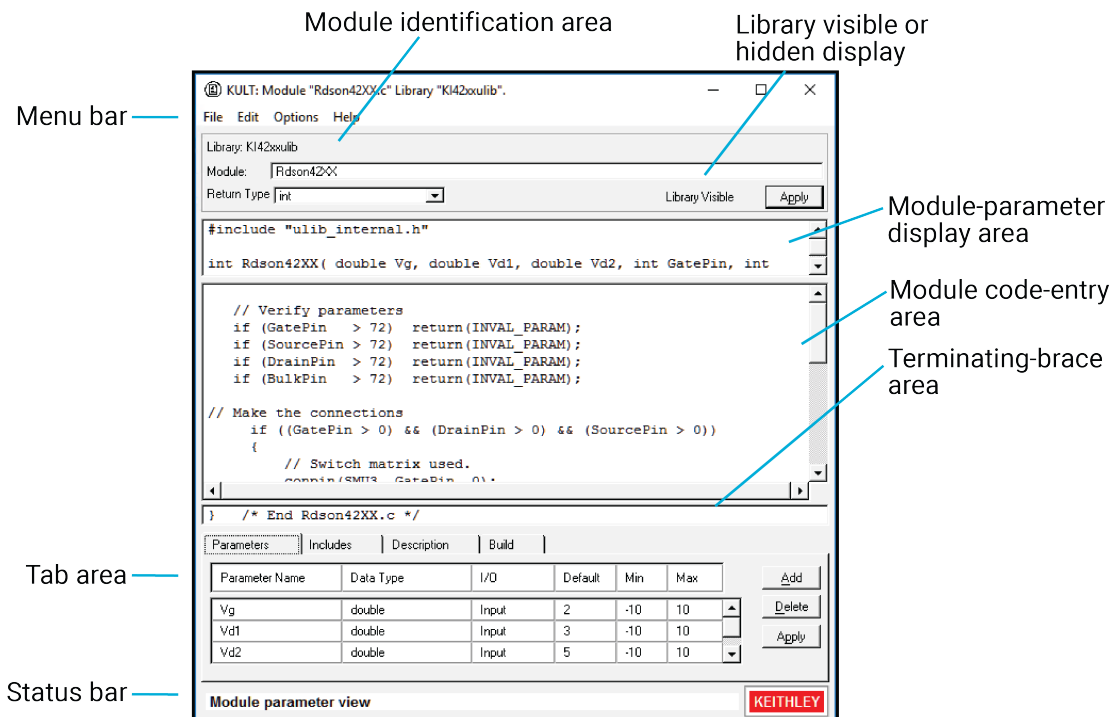 Module identification area
Library visible or
hidden display
Menu bar
KULT: Module "Rdson42XX.c" Library "KI42xxulib".
File Edit Options Help
Library: KI42xxulib
Module: Rdson42XX
Return Type int
Library Visible
Apply
Module-parameter
display area
#include "ulib_internal.h"
int Rdson42XX( double Vg, double Vd1, double Vd2, int GatePin, int
Module code-entry
area
// Verify parameters
if (GatePin > 72) return(INVAL_PARAM);
if (SourcePin > 72) return(INVAL_PARAM);
if (DrainPin > 72) return(INVAL_PARAM);
if (BulkPin > 72) return(INVAL_PARAM);
// Make the connections
if ((GatePin > 0) && (DrainPin > 0) && (SourcePin > 0))
{
// Switch matrix used.
conpin(SMU3, GatePin, 0);
Terminating-brace
area
} /* End Rdson42XX.c */
Tab area
Parameters Includes Description Build
Parameter Name Data Type I/O Default Min Max
Vg double Input 2 -10 10
Vd1 double Input 3 -10 10
Vd2 double Input 5 -10 10
Add
Delete
Apply
Status bar
Module parameter view
KEITHLEY